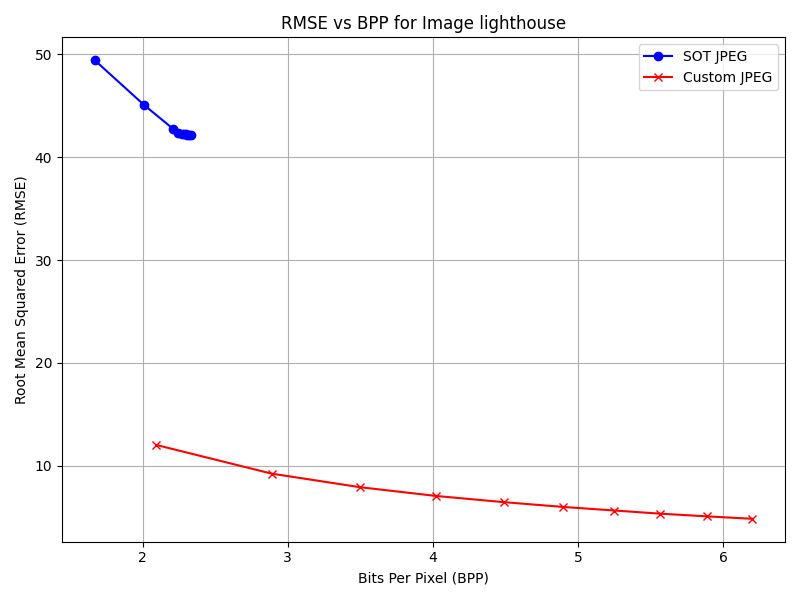 RMSE vs BPP for Image lighthouse
SOT JPEG
Custom JPEG
Root Mean Squared Error (RMSE)
50
40
30
20
10
2 3 4 5 6
Bits Per Pixel (BPP)